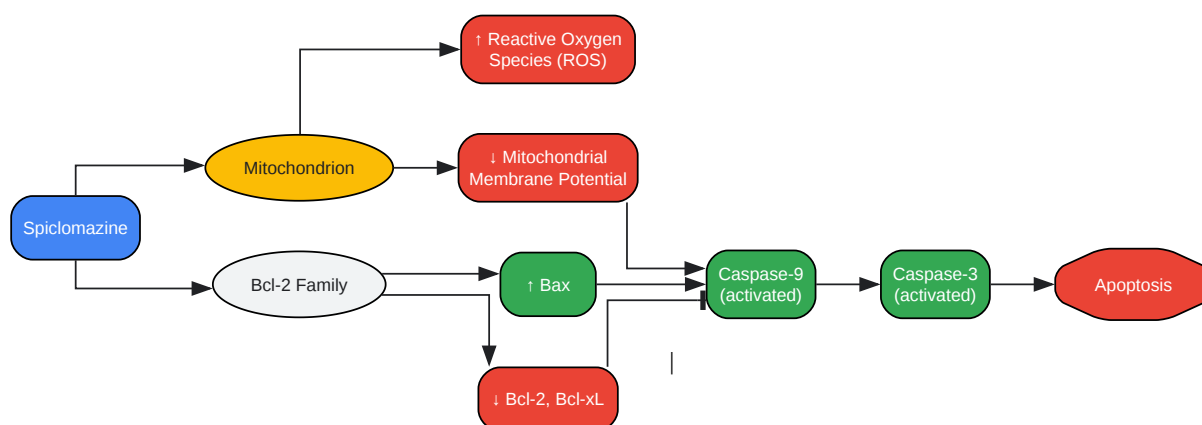 ↑ Reactive Oxygen
Species (ROS)
Mitochondrion
↓ Mitochondrial
Membrane Potential
Spiclomazine
Bcl-2 Family
↑ Bax
Caspase-9
(activated)
Caspase-3
(activated)
Apoptosis
↓ Bcl-2, Bcl-xL